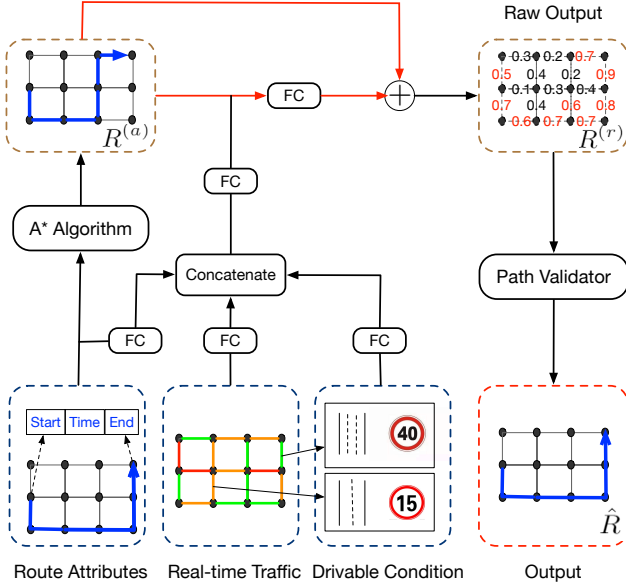 Raw Output
0.3 0.2 0.7
0.5 0.4 0.2 0.9
0.1 0.3 0.4
0.7 0.4 0.6 0.8
0.6 0.7 0.7
R^(a)
R^(r)
FC
FC
A* Algorithm
Concatenate
Path Validator
FC
FC
FC
Start Time End
40
15
R̂
Route Attributes
Real-time Traffic
Drivable Condition
Output